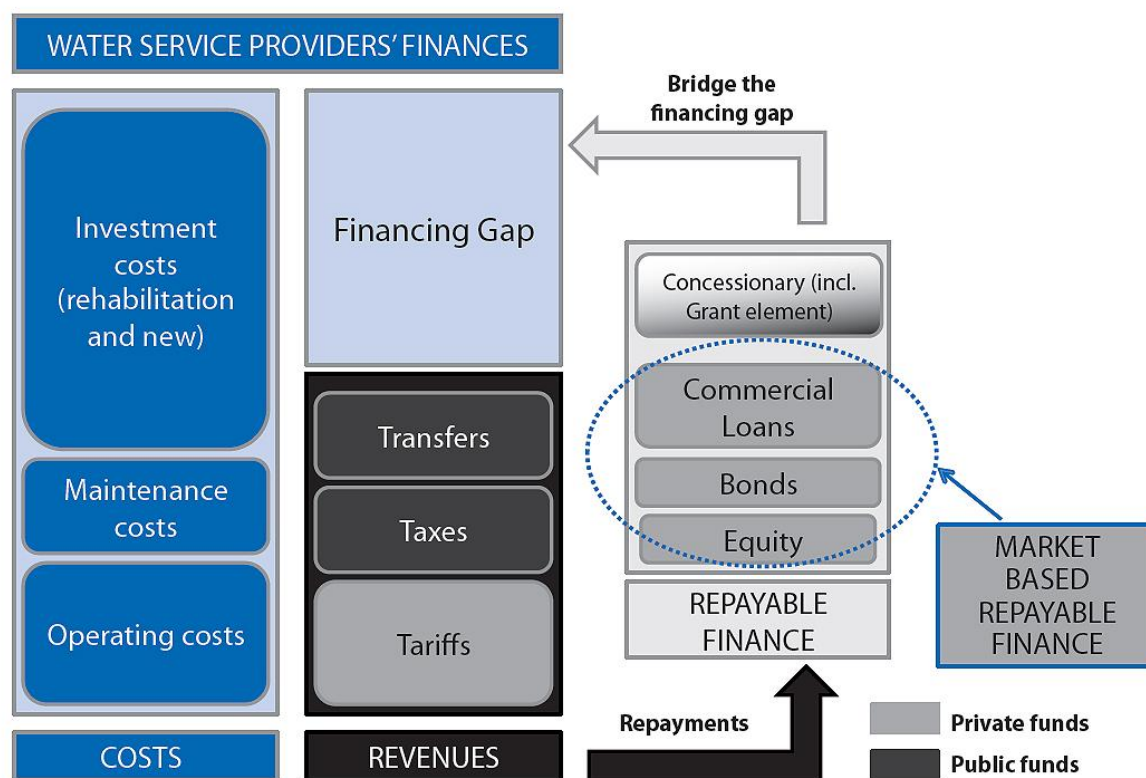 WATER SERVICE PROVIDERS' FINANCES
Investment
costs
(rehabilitation
and new)
Maintenance
costs
Operating costs
COSTS
Financing Gap
Transfers
Taxes
Tariffs
REVENUES
Bridge the
financing gap
Concessionary (incl.
Grant element)
Commercial
Loans
Bonds
Equity
REPAYABLE
FINANCE
Repayments
MARKET
BASED
REPAYABLE
FINANCE
Private funds
Public funds